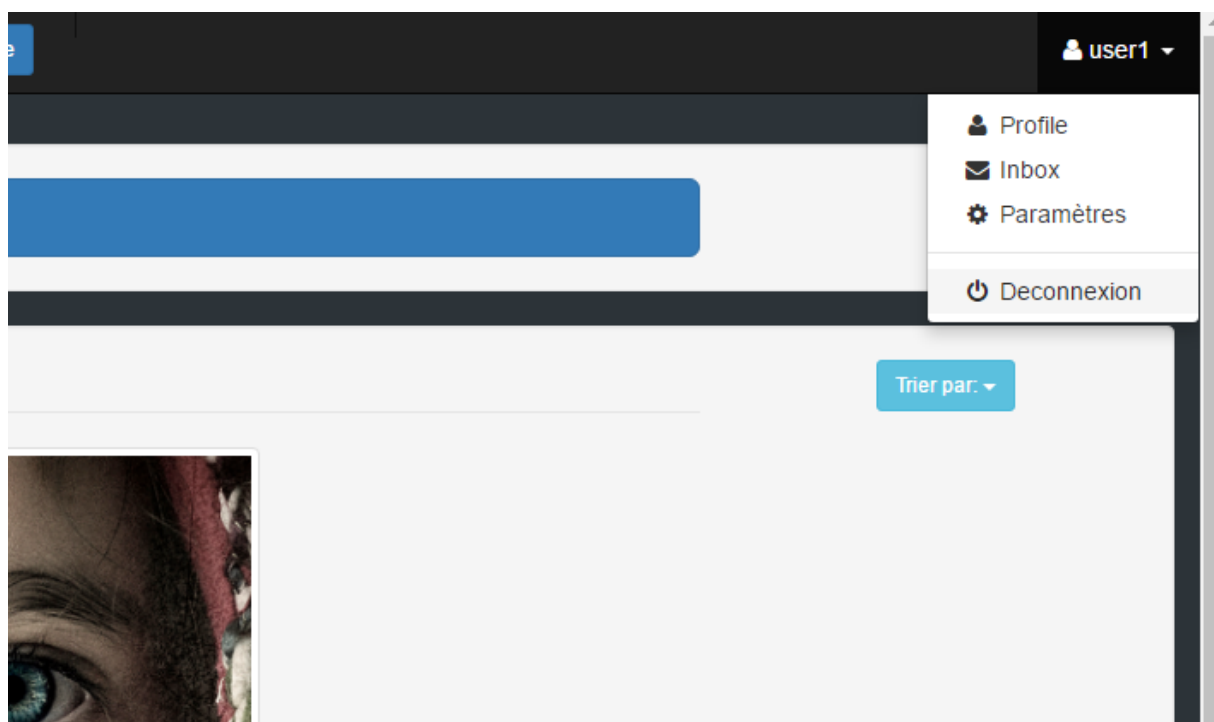 e
user1
Profile
Inbox
Paramètres
Deconnexion
Trier par: